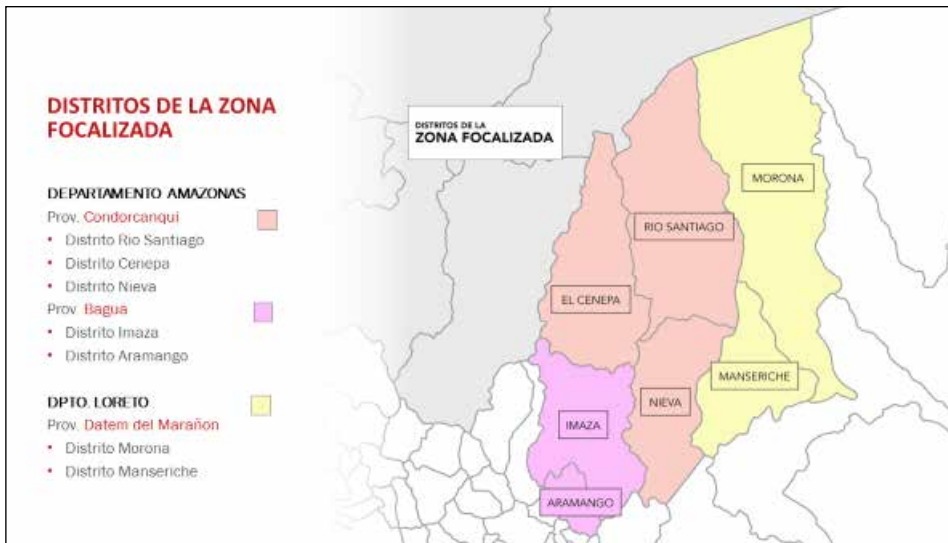 DISTRITOS DE LA ZONA
FOCALIZADA
DEPARTAMENTO AMAZONAS
Prov. Condorcanqui
• Distrito Rio Santiago
• Distrito Cenepa
• Distrito Nieva
Prov. Bagua
• Distrito Imaza
• Distrito Aramango
DPTO. LORETO
Prov. Datem del Marañon
• Distrito Morona
• Distrito Manseriche
DISTRITOS DE LA
ZONA FOCALIZADA
MORONA
RIO SANTIAGO
EL CENEPA
MANSERICHE
NIEVA
IMAZA
ARAMANGO